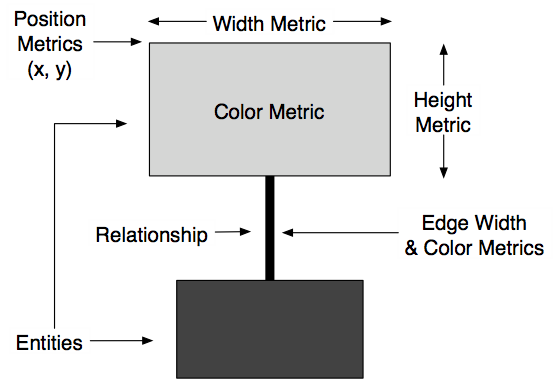 Position
Metrics
(x, y)
Width Metric
Color Metric
Height
Metric
Relationship
Edge Width
& Color Metrics
Entities